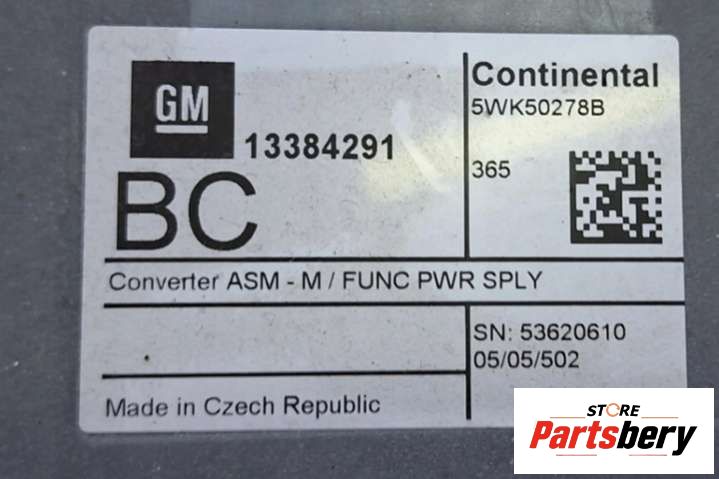 GM
13384291
BC
Continental
5WK50278B
365
Converter ASM - M / FUNC PWR SPLY
SN: 53620610
05/05/502
Made in Czech Republic
STORE
Partsbery